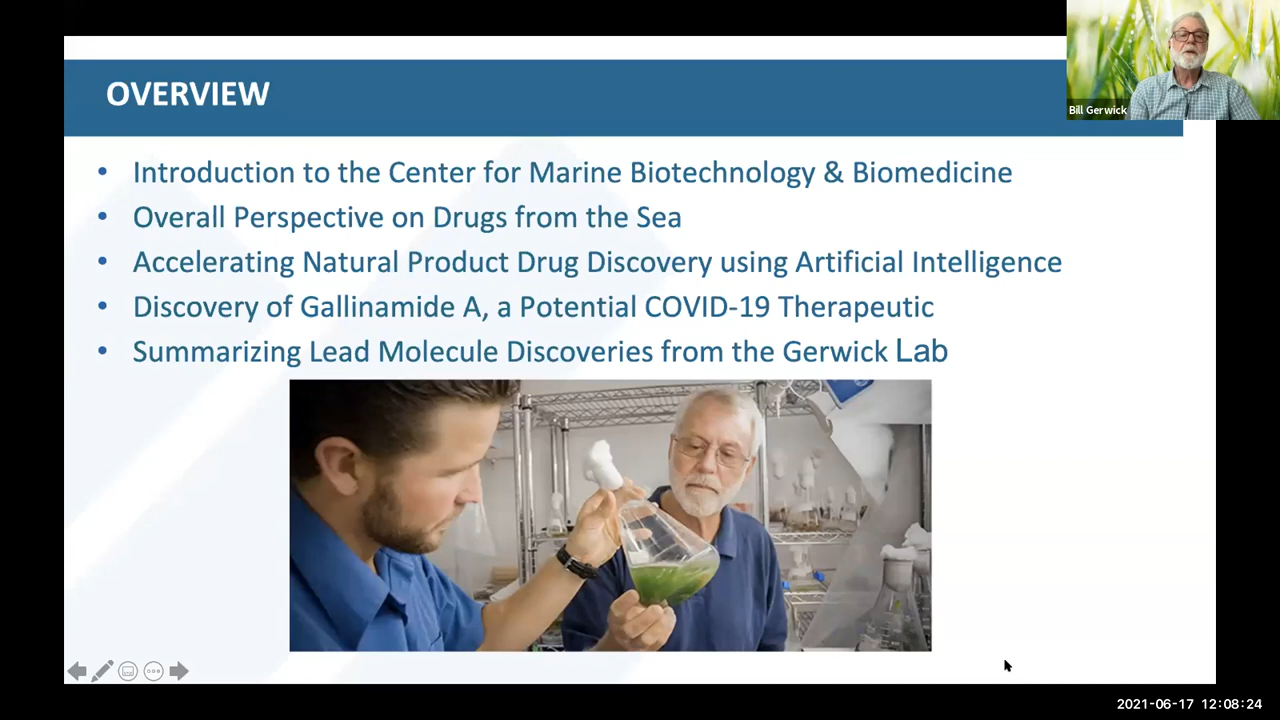 OVERVIEW
Bill Gerwick
• Introduction to the Center for Marine Biotechnology & Biomedicine
• Overall Perspective on Drugs from the Sea
• Accelerating Natural Product Drug Discovery using Artificial Intelligence
• Discovery of Gallinamide A, a Potential COVID-19 Therapeutic
• Summarizing Lead Molecule Discoveries from the Gerwick Lab
2021-06-17 12:08:24